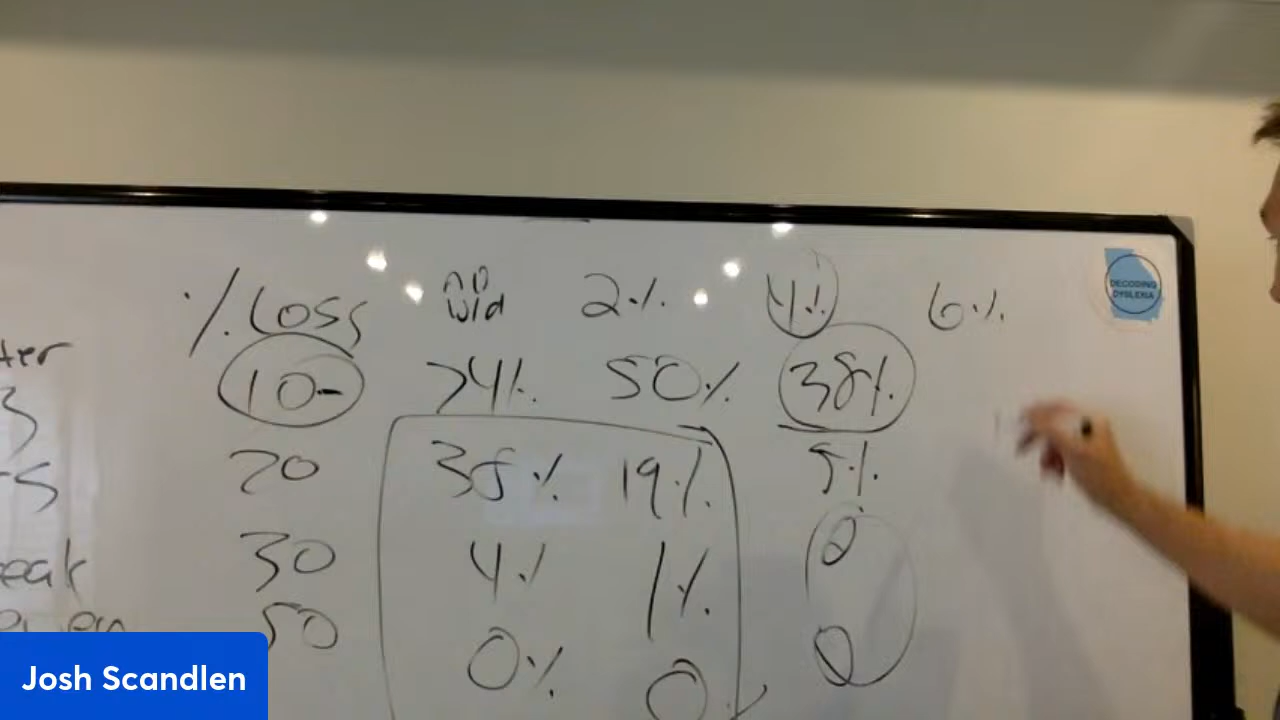 % Loss no w/d 2% 4% 6%
10- 74% 50% 38%
20 38% 19% 5%
30 4% 1% 0
50 0% 0%
0
eak
DECODING
DYSLEXIA
Josh Scandlen